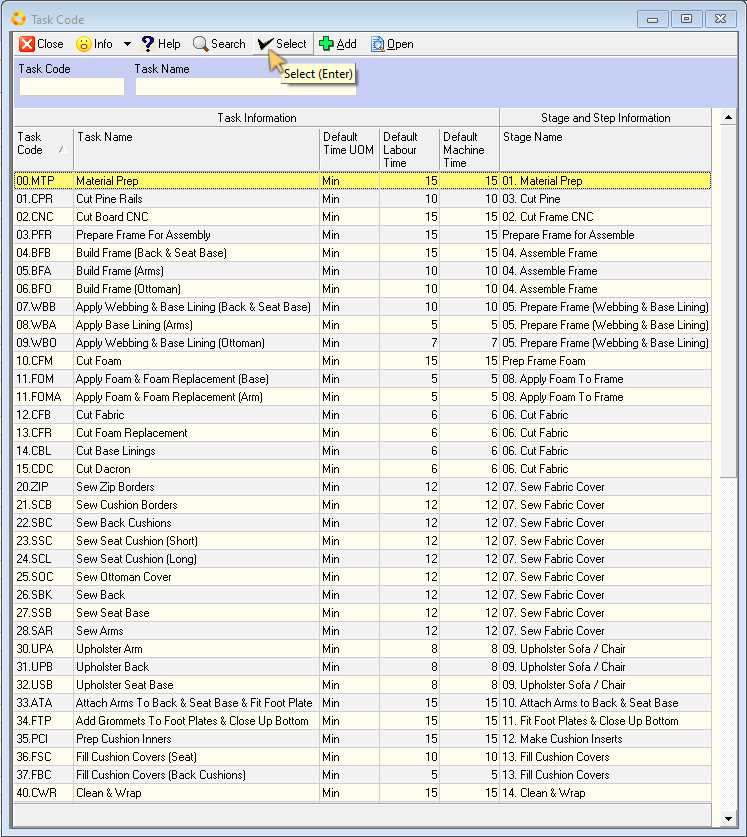 Task Code
Close Info Help Search Select Add Open
Task Code Task Name
Select (Enter)
Task Information Stage and Step Information
Task Code Task Name Default Time UOM Default Labour Time Default Machine Time Stage Name
00.MTP Material Prep Min 15 15 01. Material Prep
01.CPR Cut Pine Rails Min 10 10 03. Cut Pine
02.CNC Cut Board CNC Min 15 15 02. Cut Frame CNC
03.PFR Prepare Frame For Assembly Min 15 15 Prepare Frame for Assemble
04.BFB Build Frame (Back & Seat Base) Min 15 15 04. Assemble Frame
05.BFA Build Frame (Arms) Min 10 10 04. Assemble Frame
06.BFO Build Frame (Ottoman) Min 10 10 04. Assemble Frame
07.WBB Apply Webbing & Base Lining (Back & Seat Base) Min 10 10 05. Prepare Frame (Webbing & Base Lining)
08.WBA Apply Base Lining (Arms) Min 5 5 05. Prepare Frame (Webbing & Base Lining)
09.WBO Apply Webbing & Base Lining (Ottoman) Min 7 7 05. Prepare Frame (Webbing & Base Lining)
10.CFM Cut Foam Min 15 15 Prep Frame Foam
11.FOM Apply Foam & Foam Replacement (Base) Min 5 5 08. Apply Foam To Frame
11.FOMA Apply Foam & Foam Replacement (Arm) Min 5 5 08. Apply Foam To Frame
12.CFB Cut Fabric Min 6 6 06. Cut Fabric
13.CFR Cut Foam Replacement Min 6 6 06. Cut Fabric
14.CBL Cut Base Linings Min 6 6 06. Cut Fabric
15.CDC Cut Dacron Min 6 6 06. Cut Fabric
20.ZIP Sew Zip Borders Min 12 12 07. Sew Fabric Cover
21.SCB Sew Cushion Borders Min 12 12 07. Sew Fabric Cover
22.SBC Sew Back Cushions Min 12 12 07. Sew Fabric Cover
23.SSC Sew Seat Cushion (Short) Min 12 12 07. Sew Fabric Cover
24.SCL Sew Seat Cushion (Long) Min 12 12 07. Sew Fabric Cover
25.SOC Sew Ottoman Cover Min 12 12 07. Sew Fabric Cover
26.SBK Sew Back Min 12 12 07. Sew Fabric Cover
27.SSB Sew Seat Base Min 12 12 07. Sew Fabric Cover
28.SAR Sew Arms Min 12 12 07. Sew Fabric Cover
30.UPA Upholster Arm Min 8 8 09. Upholster Sofa / Chair
31.UPB Upholster Back Min 8 8 09. Upholster Sofa / Chair
32.USB Upholster Seat Base Min 8 8 09. Upholster Sofa / Chair
33.ATA Attach Arms To Back & Seat Base & Fit Foot Plate Min 15 15 10. Attach Arms to Back & Seat Base
34.FTP Add Grommets To Foot Plates & Close Up Bottom Min 15 15 11. Fit Foot Plates & Close Up Bottom
35.PCI Prep Cushion Inners Min 15 15 12. Make Cushion Inserts
36.FSC Fill Cushion Covers (Seat) Min 10 10 13. Fill Cushion Covers
37.FBC Fill Cushion Covers (Back Cushions) Min 5 5 13. Fill Cushion Covers
40.CWR Clean & Wrap Min 15 15 14. Clean & Wrap